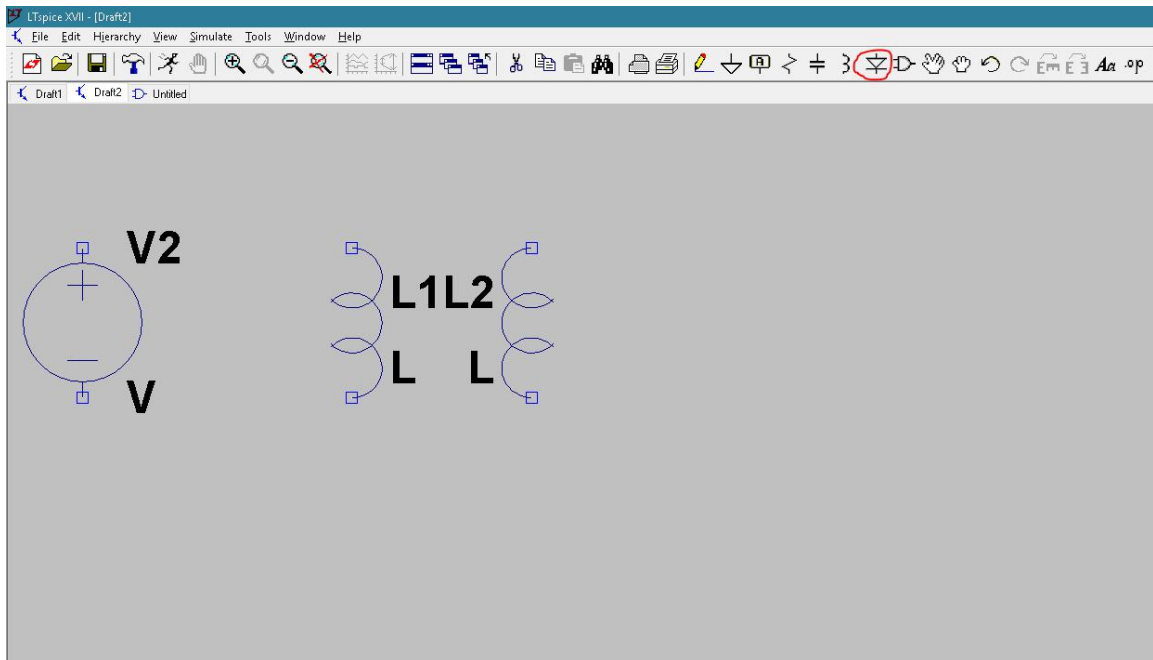 LTspice XVII - [Draft2]
File Edit Hierarchy View Simulate Tools Window Help
Aa .op
Draft1 Draft2 Untitled
V2
L1L2
L L
V